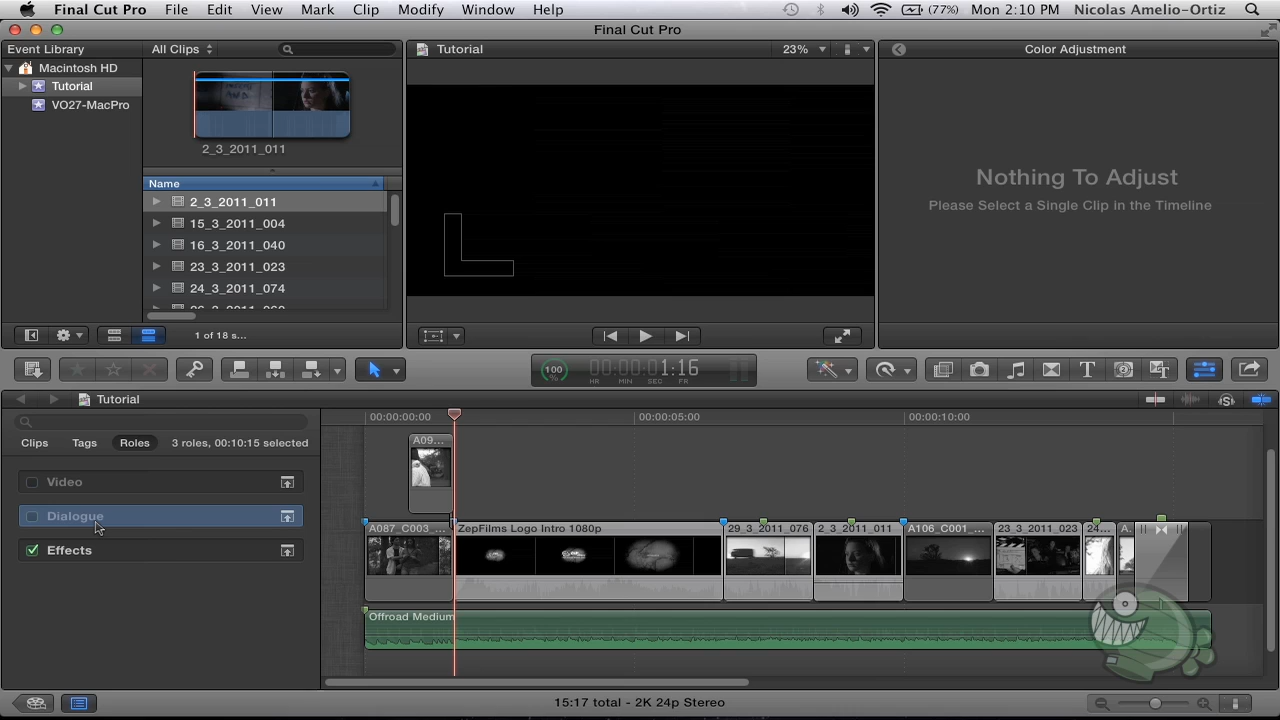 Final Cut Pro File Edit View Mark Clip Modify Window Help (77%) Mon 2:10 PM Nicolas Amelio-Ortiz
Final Cut Pro
Event Library All Clips Tutorial 23% Color Adjustment
Macintosh HD
Tutorial
VO27-MacPro
2_3_2011_011
Name
2_3_2011_011
15_3_2011_004
16_3_2011_040
23_3_2011_023
24_3_2011_074
Nothing To Adjust
Please Select a Single Clip in the Timeline
1 of 18 s...
100 % 00:00:01:16
HR MIN SEC FR
Tutorial
00:00:00:00 00:00:05:00 00:00:10:00
Clips Tags Roles 3 roles, 00:10:15 selected
A09...
Video
Dialogue
Effects
A087_C003_... ZepFilms Logo Intro 1080p 29_3_2011_076 2_3_2011_011 A106_C001_... 23_3_2011_023 24... A.
Offroad Medium
15:17 total - 2K 24p Stereo